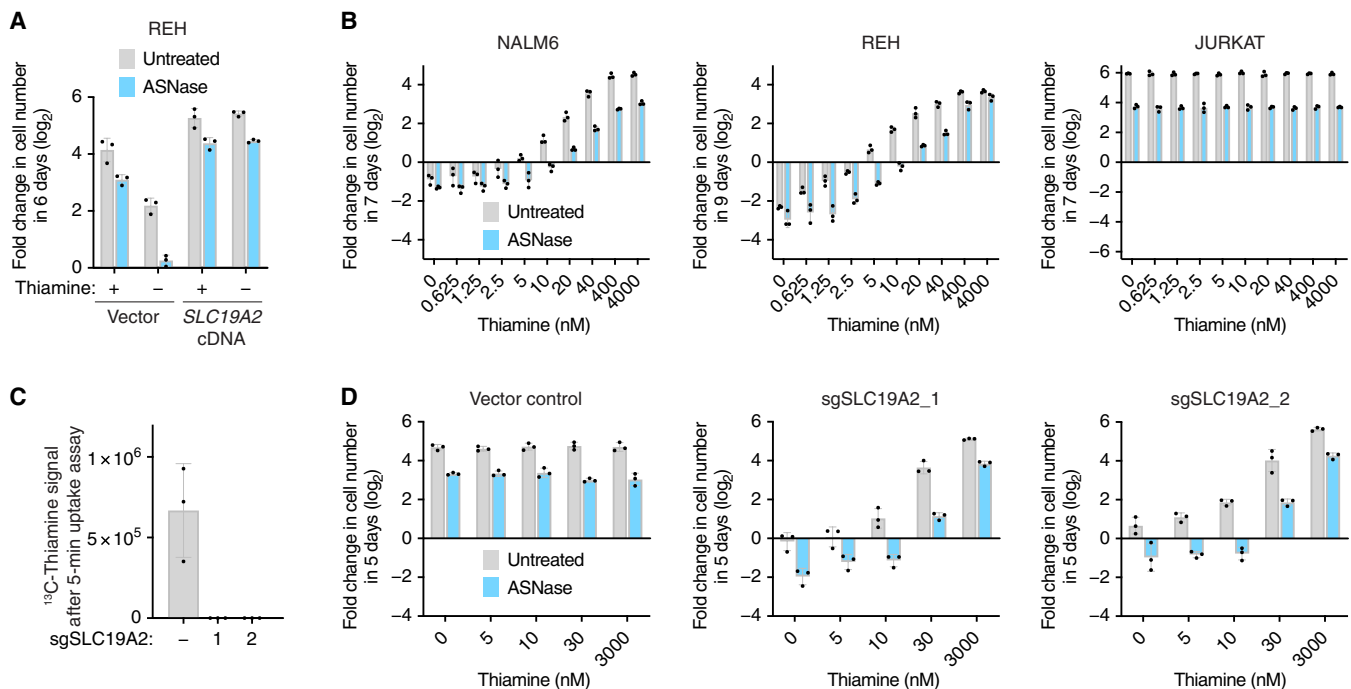 A
REH
Untreated
ASNase
Fold change in cell number
in 6 days (log2)
6
4
2
0
Thiamine: + − + −
Vector SLC19A2
cDNA
B
NALM6
Fold change in cell number
in 7 days (log2)
4
2
0
−2
−4
Untreated
ASNase
0 0.625 1.25 2.5 5 10 20 40 400 4000
Thiamine (nM)
REH
Fold change in cell number
in 9 days (log2)
4
2
0
−2
−4
0 0.625 1.25 2.5 5 10 20 40 400 4000
Thiamine (nM)
JURKAT
Fold change in cell number
in 7 days (log2)
6
4
2
0
−2
−4
−6
0 0.625 1.25 2.5 5 10 20 40 400 4000
Thiamine (nM)
C
¹³C-Thiamine signal
after 5-min uptake assay
1×10⁶
5×10⁵
0
sgSLC19A2: − 1 2
D
Vector control
Fold change in cell number
in 5 days (log2)
6
4
2
0
−2
−4
Untreated
ASNase
0 5 10 30 3000
Thiamine (nM)
sgSLC19A2_1
Fold change in cell number
in 5 days (log2)
6
4
2
0
−2
−4
0 5 10 30 3000
Thiamine (nM)
sgSLC19A2_2
Fold change in cell number
in 5 days (log2)
6
4
2
0
−2
−4
0 5 10 30 3000
Thiamine (nM)